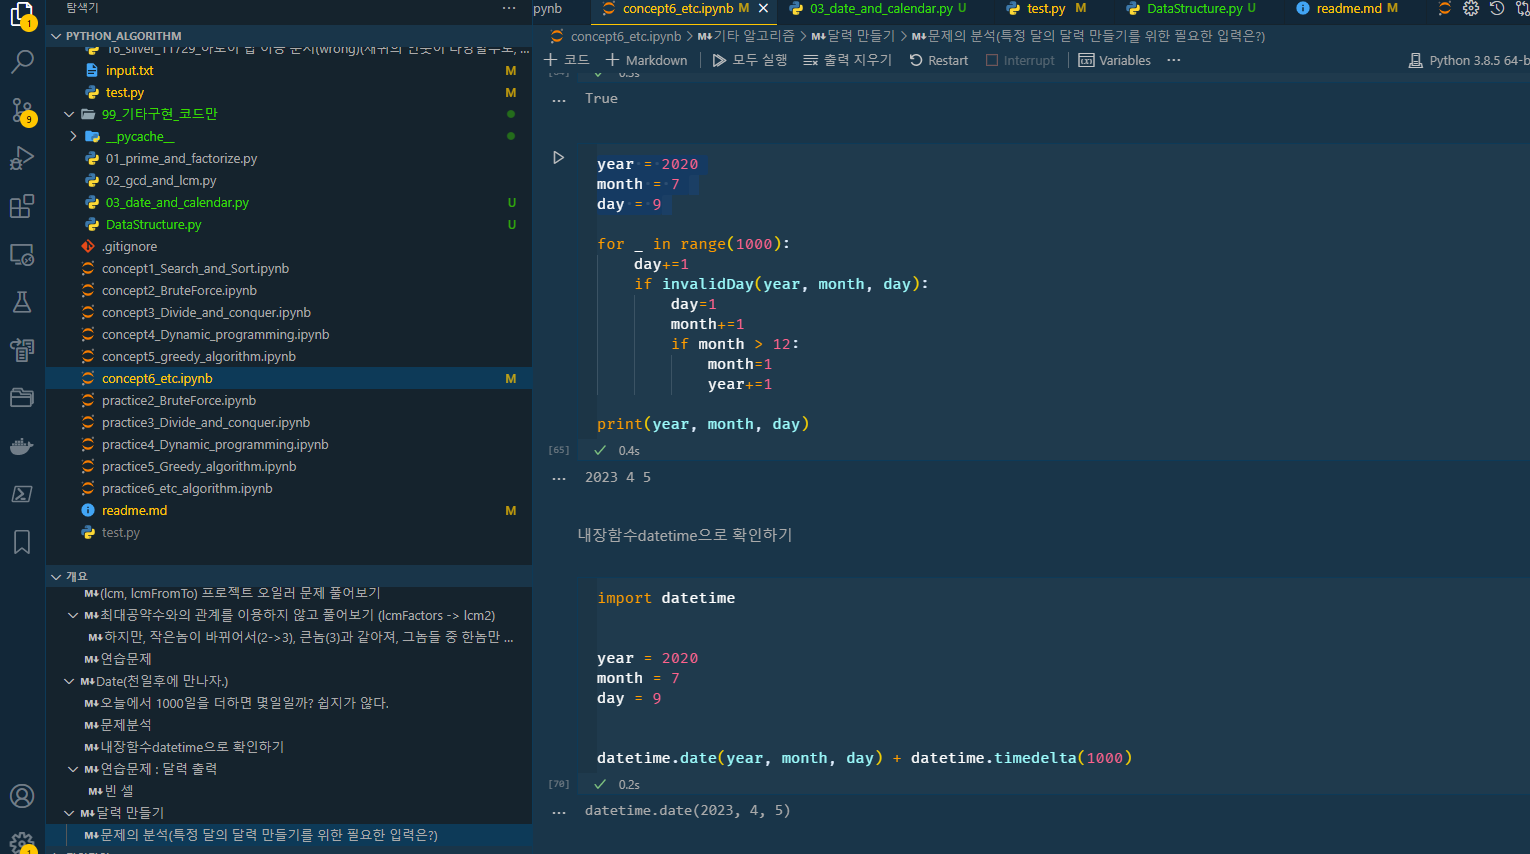 탐색기
PYTHON_ALGORITHM
input.txt M
test.py M
99_기타구현_코드만
__pycache__
01_prime_and_factorize.py
02_gcd_and_lcm.py
03_date_and_calendar.py U
DataStructure.py U
.gitignore
concept1_Search_and_Sort.ipynb
concept2_BruteForce.ipynb
concept3_Divide_and_conquer.ipynb
concept4_Dynamic_programming.ipynb
concept5_greedy_algorithm.ipynb
concept6_etc.ipynb M
practice2_BruteForce.ipynb
practice3_Divide_and_conquer.ipynb
practice4_Dynamic_programming.ipynb
practice5_Greedy_algorithm.ipynb
practice6_etc_algorithm.ipynb
readme.md M
test.py
개요
(lcm, lcmFromTo) 프로젝트 오일러 문제 풀어보기
최대공약수와의 관계를 이용하지 않고 풀어보기 (lcmFactors -> lcm2)
하지만, 작은놈이 바뀌어서(2->3), 큰놈(3)과 같아져, 그놈들 중 한놈만 ...
연습문제
Date(천일후에 만나자.)
오늘에서 1000일을 더하면 몇일일까? 쉽지가 않다.
문제분석
내장함수datetime으로 확인하기
연습문제 : 달력 출력
빈 셀
달력 만들기
문제의 분석(특정 달의 달력 만들기를 위한 필요한 입력은?)
1
9
1
pynb
concept6_etc.ipynb M
03_date_and_calendar.py U
test.py M
DataStructure.py U
readme.md M
concept6_etc.ipynb > M↓기타 알고리즘 > M↓달력 만들기 > M↓문제의 분석(특정 달의 달력 만들기를 위한 필요한 입력은?)
+ 코드 + Markdown 모두 실행 출력 지우기 Restart Interrupt Variables ... Python 3.8.5 64-b
... True
year = 2020
month = 7
day = 9
for _ in range(1000):
day+=1
if invalidDay(year, month, day):
day=1
month+=1
if month > 12:
month=1
year+=1
print(year, month, day)
[65] 0.4s
... 2023 4 5
내장함수datetime으로 확인하기
import datetime
year = 2020
month = 7
day = 9
datetime.date(year, month, day) + datetime.timedelta(1000)
[70] 0.2s
... datetime.date(2023, 4, 5)